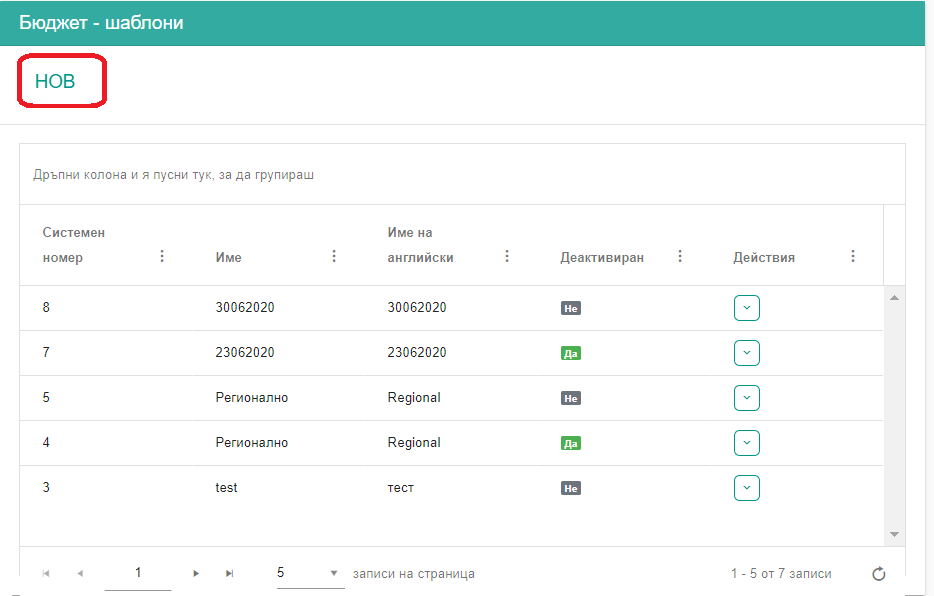 Бюджет - шаблони
НОВ
Дръпни колона и я пусни тук, за да групираш
Системен номер Име Име на английски Деактивиран Действия
8 30062020 30062020 Не
7 23062020 23062020 Да
5 Регионално Regional Не
4 Регионално Regional Да
3 test тест Не
1 5 записи на страница 1 - 5 от 7 записи